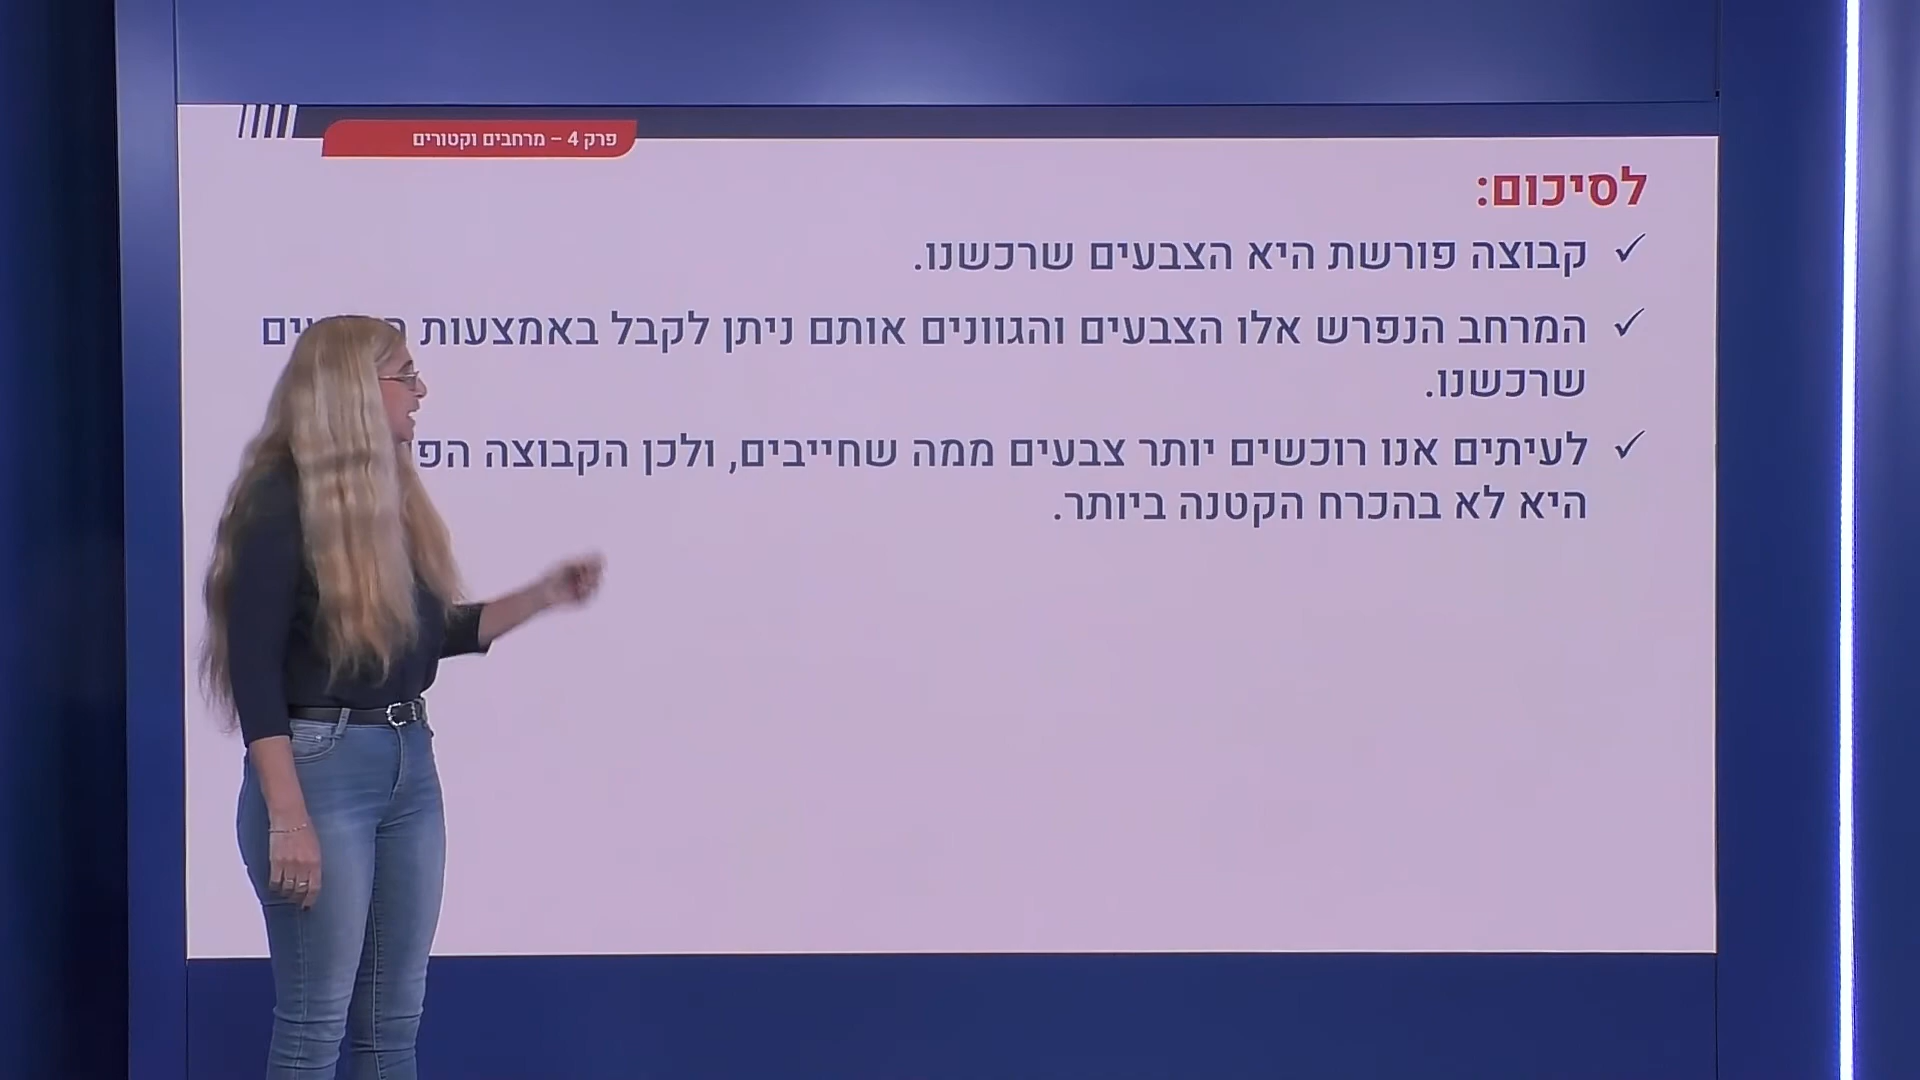 פרק 4 – מרחבים וקטורים
לסיכום:
✓ קבוצה פורשת היא הצבעים שרכשנו.
✓ המרחב הנפרש אלו הצבעים והגוונים אותם ניתן לקבל באמצעות
שרכשנו.
✓ לעיתים אנו רוכשים יותר צבעים ממה שחייבים, ולכן הקבוצה
היא לא בהכרח הקטנה ביותר.